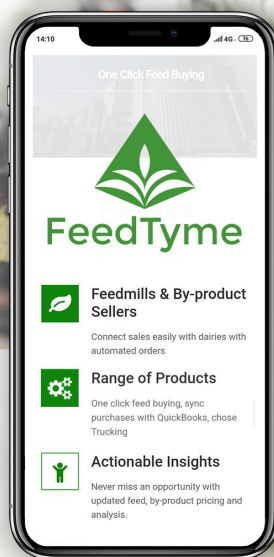 14:10
4G
76
One Click Feed Buying
FeedTyme
Feedmills & By-product
Sellers
Connect sales easily with dairies with
automated orders
Range of Products
One click feed buying, sync
purchases with QuickBooks, chose
Trucking
Actionable Insights
Never miss an opportunity with
updated feed, by-product pricing and
analysis.